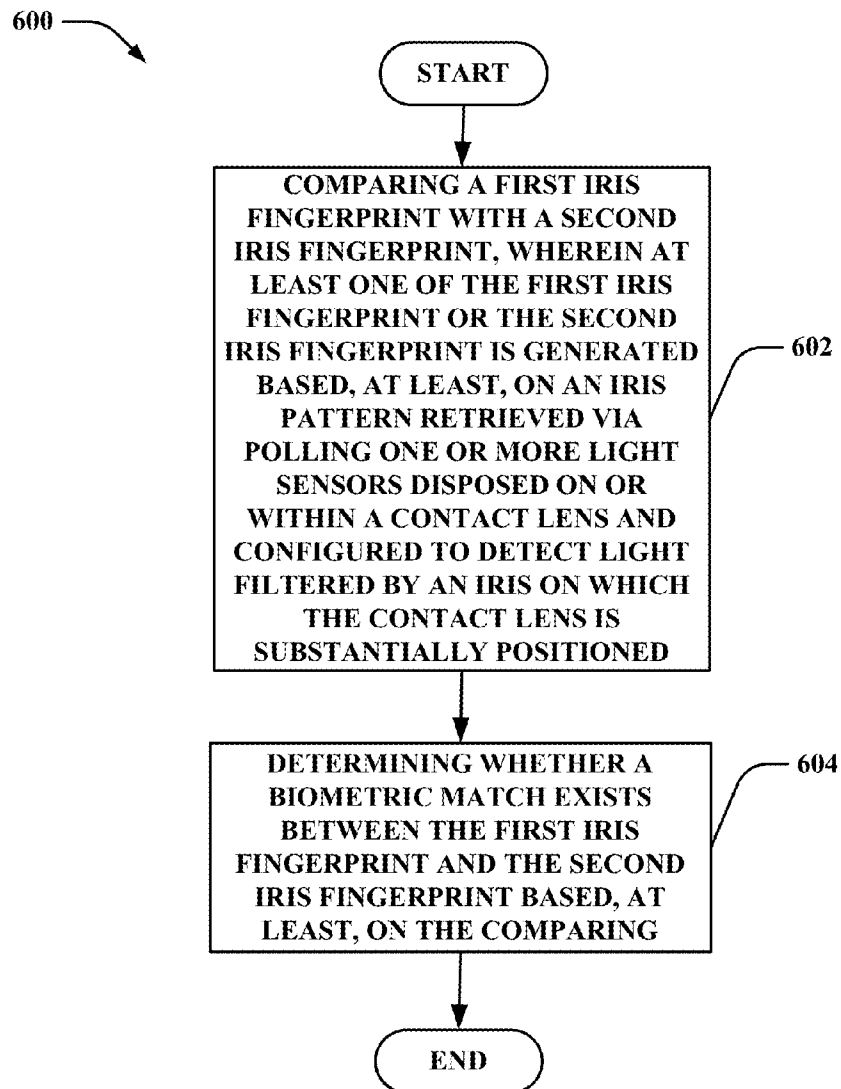 600
START
COMPARING A FIRST IRIS
FINGERPRINT WITH A SECOND
IRIS FINGERPRINT, WHEREIN AT
LEAST ONE OF THE FIRST IRIS
FINGERPRINT OR THE SECOND
IRIS FINGERPRINT IS GENERATED
BASED, AT LEAST, ON AN IRIS
PATTERN RETRIEVED VIA
POLLING ONE OR MORE LIGHT
SENSORS DISPOSED ON OR
WITHIN A CONTACT LENS AND
CONFIGURED TO DETECT LIGHT
FILTERED BY AN IRIS ON WHICH
THE CONTACT LENS IS
SUBSTANTIALLY POSITIONED
602
DETERMINING WHETHER A
BIOMETRIC MATCH EXISTS
BETWEEN THE FIRST IRIS
FINGERPRINT AND THE SECOND
IRIS FINGERPRINT BASED, AT
LEAST, ON THE COMPARING
604
END